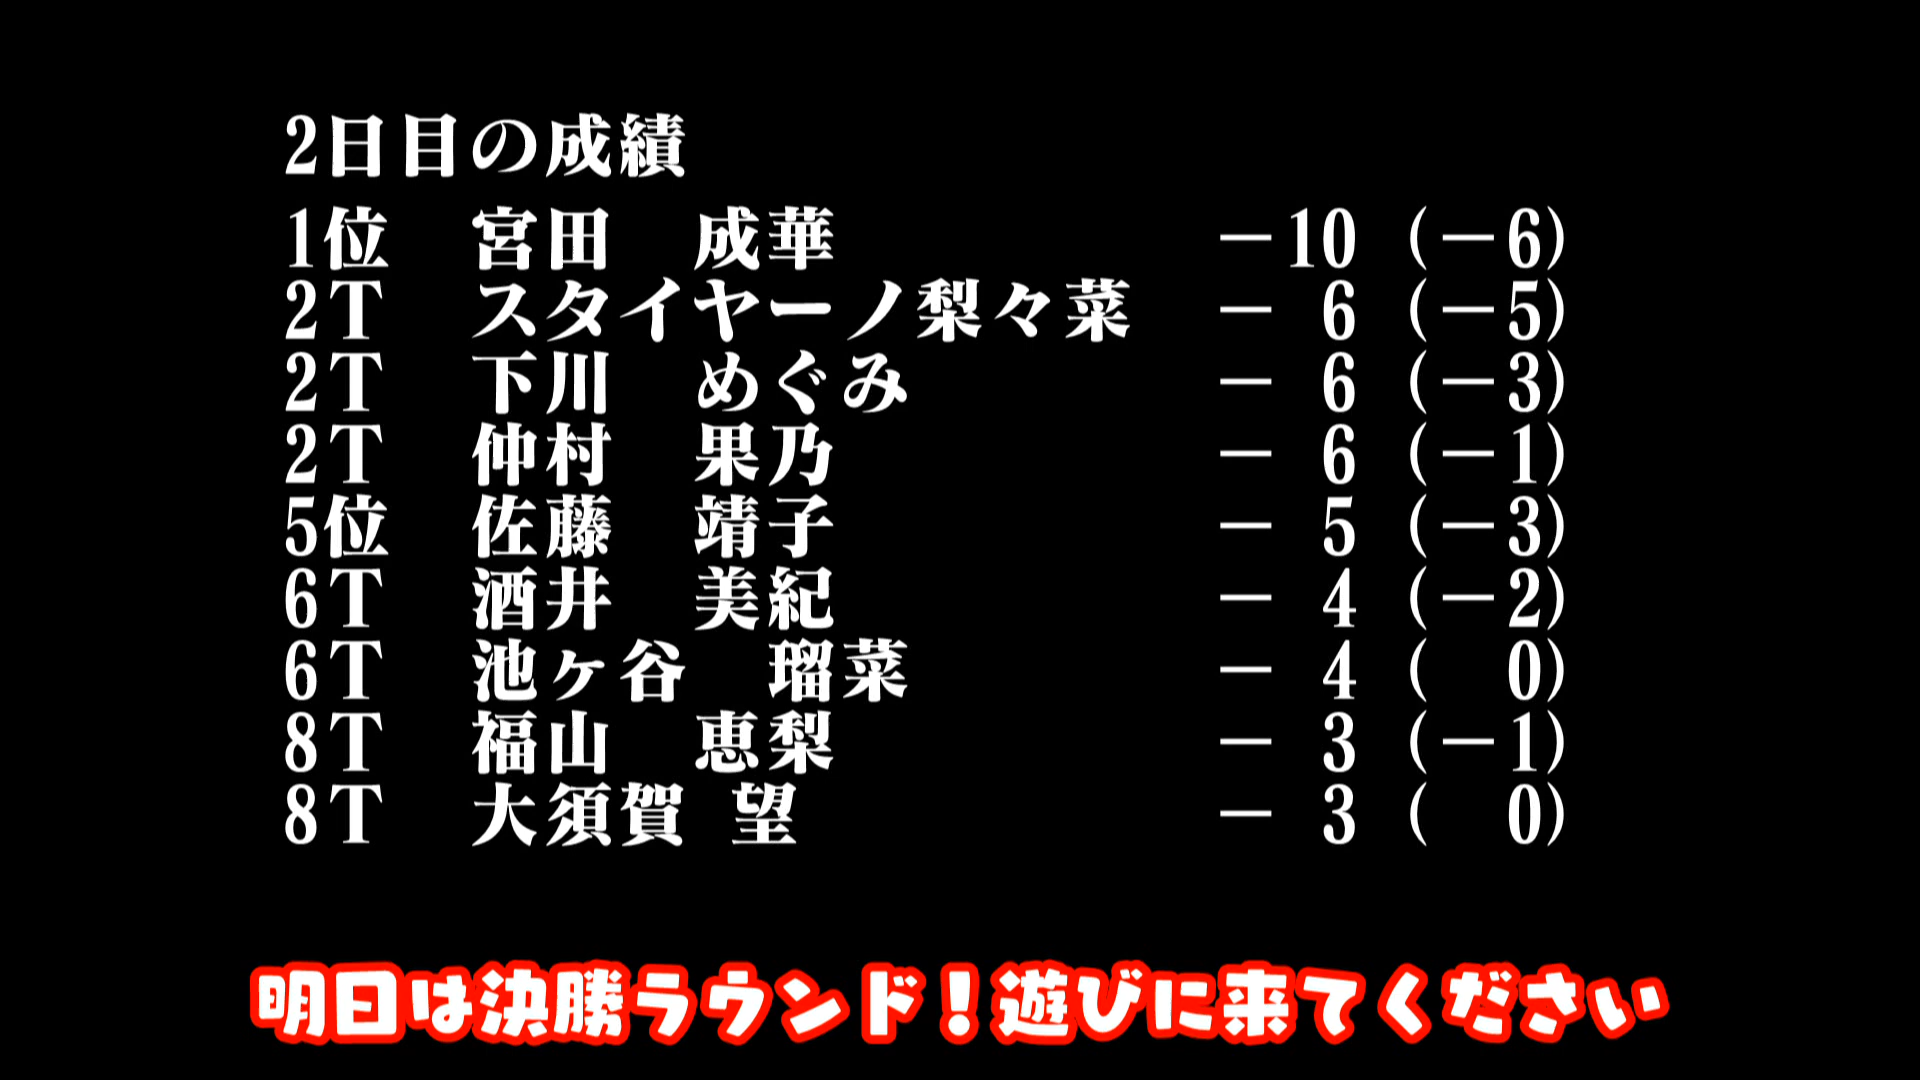 2日目の成績
1位　宮田　成華　－10 (－6)
2T　スタイヤーノ梨々菜　－ 6 (－5)
2T　下川　めぐみ　－ 6 (－3)
2T　仲村　果乃　－ 6 (－1)
5位　佐藤　靖子　－ 5 (－3)
6T　酒井　美紀　－ 4 (－2)
6T　池ヶ谷　瑠菜　－ 4 (　0)
8T　福山　恵梨　－ 3 (－1)
8T　大須賀 望　－ 3 (　0)
明日は決勝ラウンド！遊びに来てください